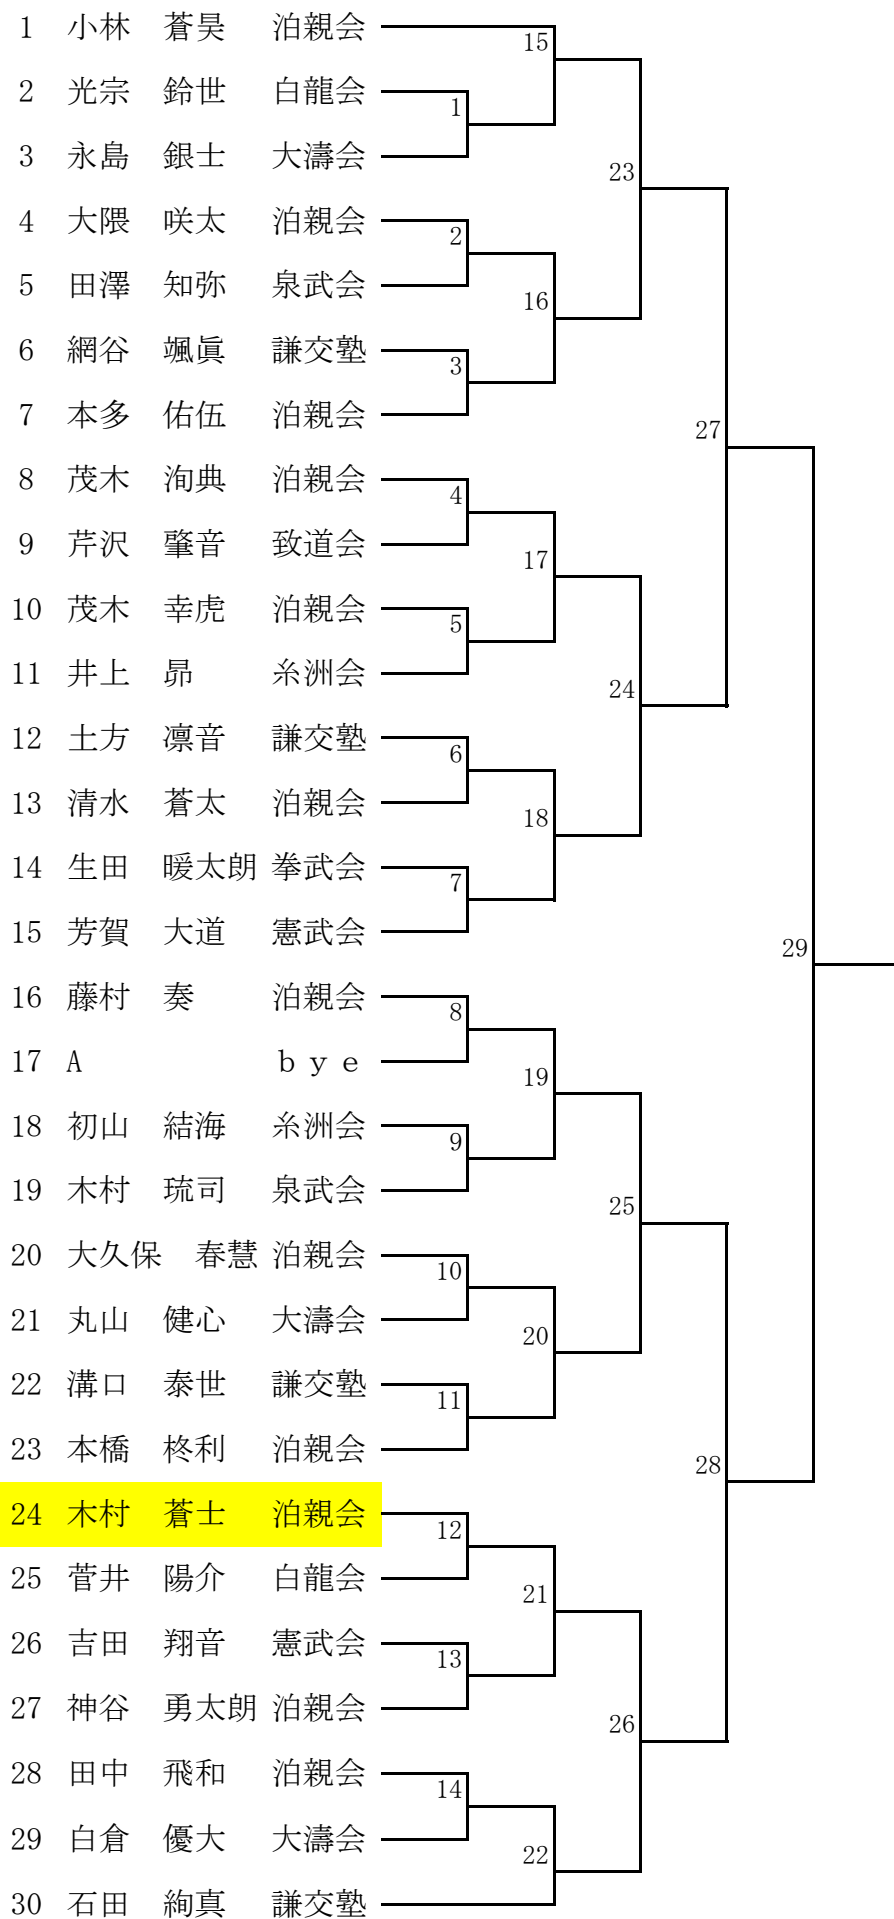 1 小林 蒼昊 泊親会
15
2 光宗 鈴世 白龍会
1
3 永島 銀士 大濤会
23
4 大隈 咲太 泊親会
2
5 田澤 知弥 泉武会
16
6 網谷 颯眞 謙交塾
3
7 本多 佑伍 泊親会
27
8 茂木 洵典 泊親会
4
9 芹沢 肇音 致道会
17
10 茂木 幸虎 泊親会
5
11 井上 昴 糸洲会
24
12 土方 凛音 謙交塾
6
13 清水 蒼太 泊親会
18
14 生田 暖太朗 拳武会
7
15 芳賀 大道 憲武会
29
16 藤村 奏 泊親会
8
17 A ｂｙｅ
19
18 初山 結海 糸洲会
9
19 木村 琉司 泉武会
25
20 大久保 春慧 泊親会
10
21 丸山 健心 大濤会
20
22 溝口 泰世 謙交塾
11
23 本橋 柊利 泊親会
28
24 木村 蒼士 泊親会
12
25 菅井 陽介 白龍会
21
26 吉田 翔音 憲武会
13
27 神谷 勇太朗 泊親会
26
28 田中 飛和 泊親会
14
29 白倉 優大 大濤会
22
30 石田 絢真 謙交塾